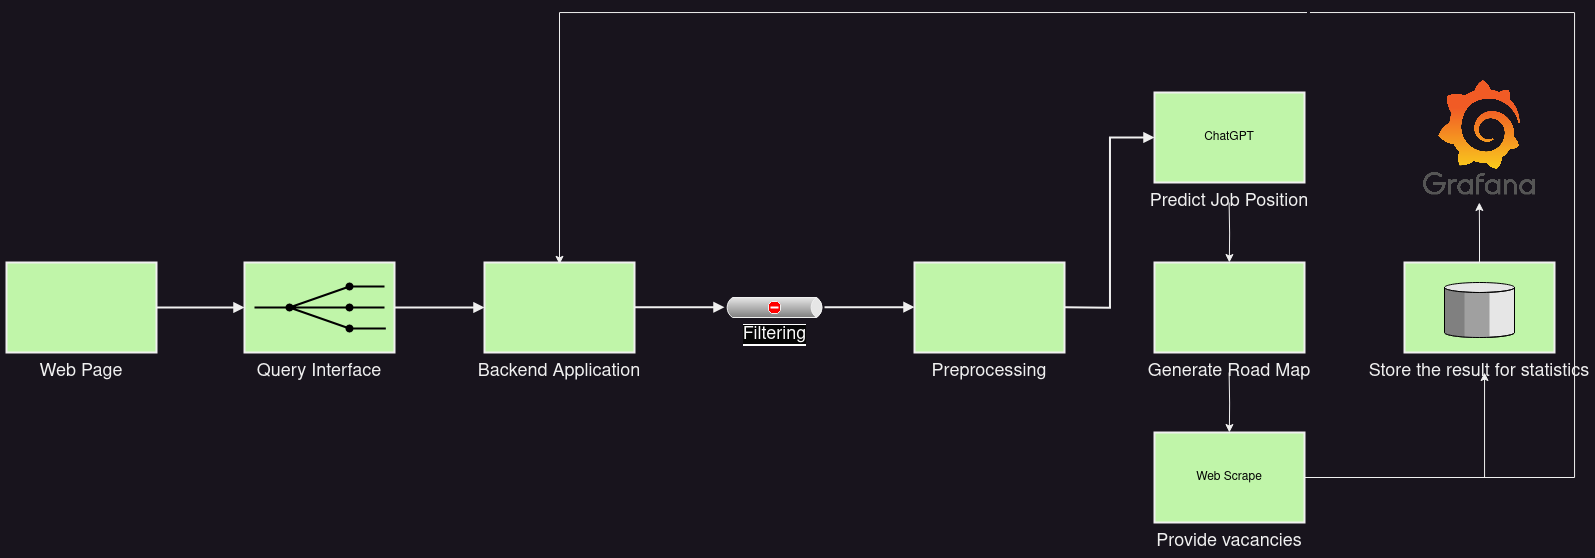 ChatGPT
Predict Job Position
Grafana
Web Page
Query Interface
Backend Application
Filtering
Preprocessing
Generate Road Map
Store the result for statistics
Web Scrape
Provide vacancies